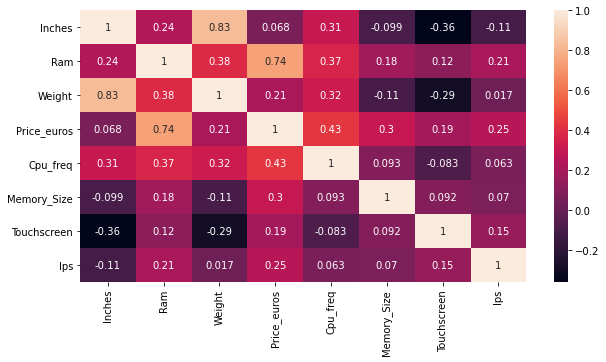 Inches 1 0.24 0.83 0.068 0.31 -0.099 -0.36 -0.11
Ram 0.24 1 0.38 0.74 0.37 0.18 0.12 0.21
Weight 0.83 0.38 1 0.21 0.32 -0.11 -0.29 0.017
Price_euros 0.068 0.74 0.21 1 0.43 0.3 0.19 0.25
Cpu_freq 0.31 0.37 0.32 0.43 1 0.093 -0.083 0.063
Memory_Size -0.099 0.18 -0.11 0.3 0.093 1 0.092 0.07
Touchscreen -0.36 0.12 -0.29 0.19 -0.083 0.092 1 0.15
Ips -0.11 0.21 0.017 0.25 0.063 0.07 0.15 1
Inches
Ram
Weight
Price_euros
Cpu_freq
Memory_Size
Touchscreen
Ips
1.0
0.8
0.6
0.4
0.2
0.0
−0.2